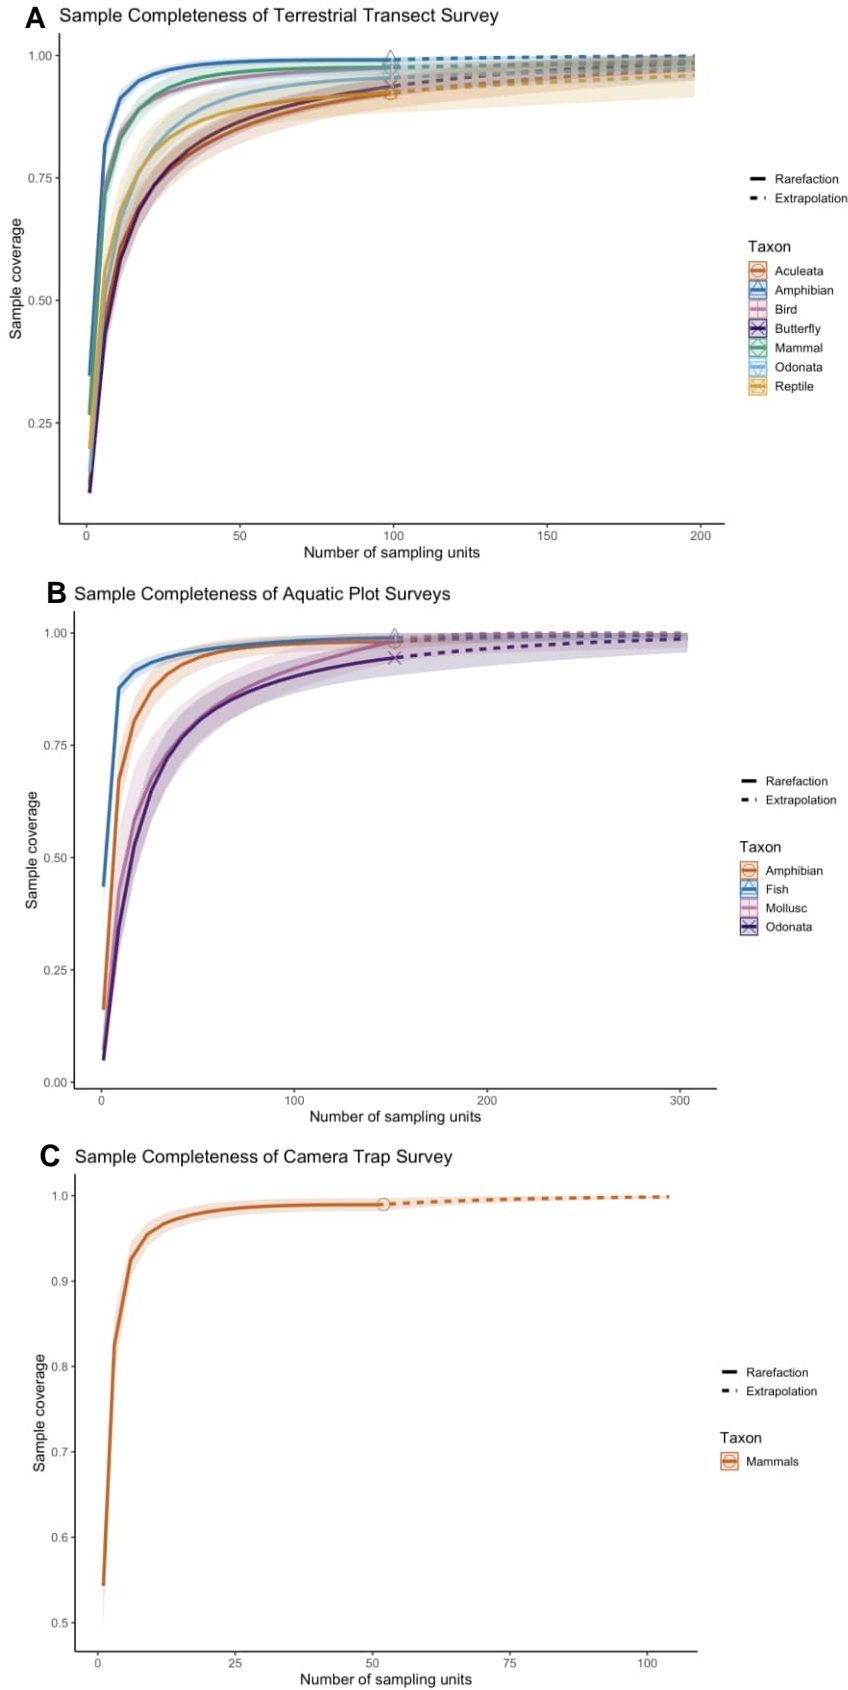 A Sample Completeness of Terrestrial Transect Survey
1.00
0.75
0.50
0.25
Sample coverage
0 50 100 150 200
Number of sampling units
Rarefaction
Extrapolation
Taxon
Aculeata
Amphibian
Bird
Butterfly
Mammal
Odonata
Reptile
B Sample Completeness of Aquatic Plot Surveys
1.00
0.75
0.50
0.25
0.00
Sample coverage
0 100 200 300
Number of sampling units
Rarefaction
Extrapolation
Taxon
Amphibian
Fish
Mollusc
Odonata
C Sample Completeness of Camera Trap Survey
1.0
0.9
0.8
0.7
0.6
0.5
Sample coverage
0 25 50 75 100
Number of sampling units
Rarefaction
Extrapolation
Taxon
Mammals